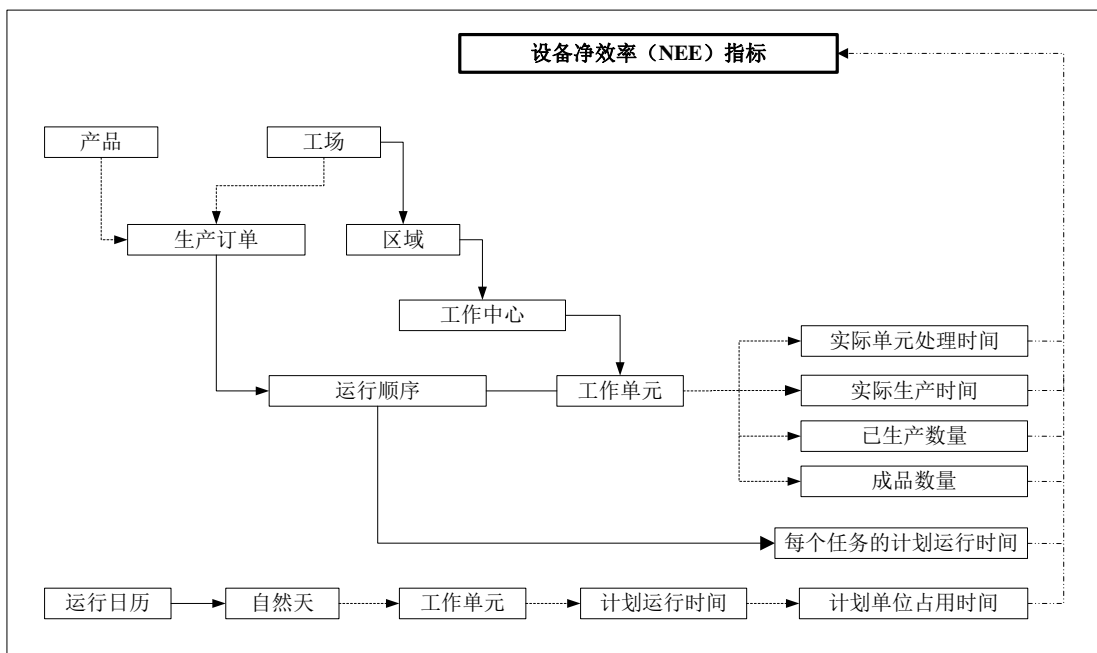 设备净效率（NEE）指标
产品
工场
生产订单
区域
工作中心
实际单元处理时间
运行顺序
工作单元
实际生产时间
已生产数量
成品数量
每个任务的计划运行时间
运行日历
自然天
工作单元
计划运行时间
计划单位占用时间